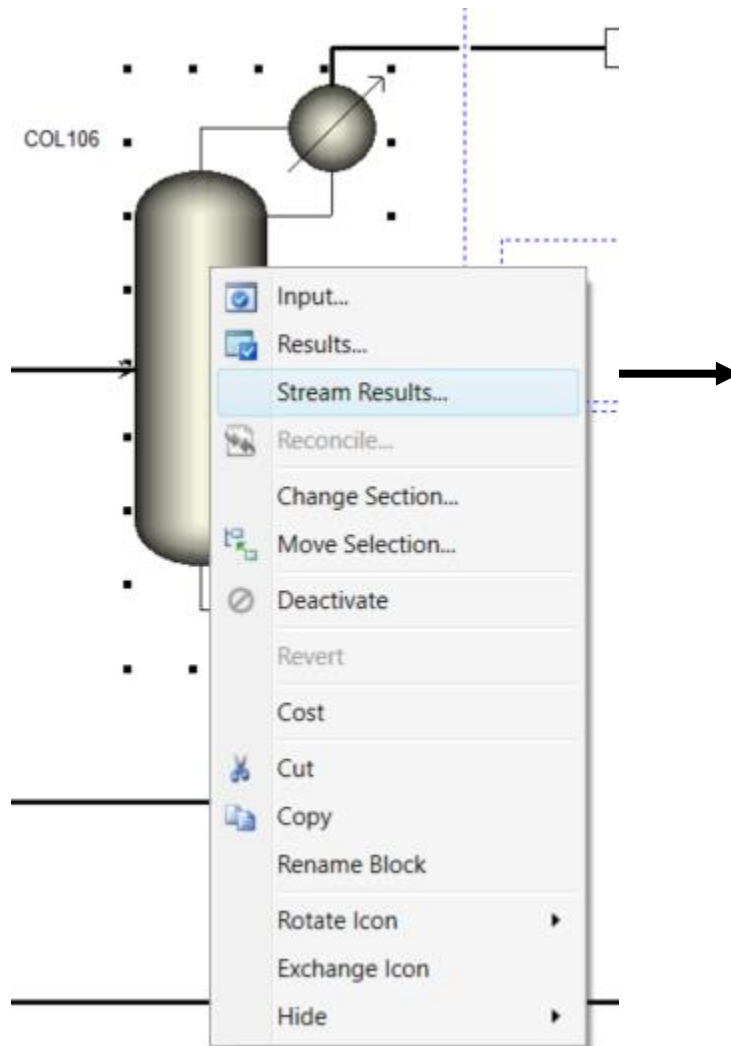 COL106
Input...
Results...
Stream Results...
Reconcile...
Change Section...
Move Selection...
Deactivate
Revert
Cost
Cut
Copy
Rename Block
Rotate Icon
Exchange Icon
Hide